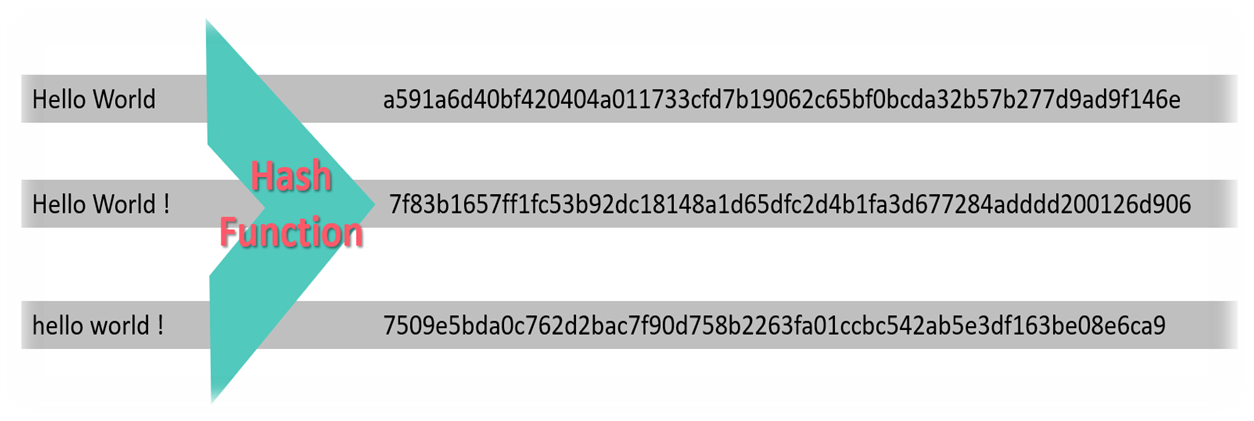 Hello World
a591a6d40bf420404a011733cfd7b19062c65bf0bcda32b57b277d9ad9f146e
Hash
Hello World !
7f83b1657ff1fc53b92dc18148a1d65dfc2d4b1fa3d677284adddd200126d906
Function
hello world !
7509e5bda0c762d2bac7f90d758b2263fa01ccbc542ab5e3df163be08e6ca9